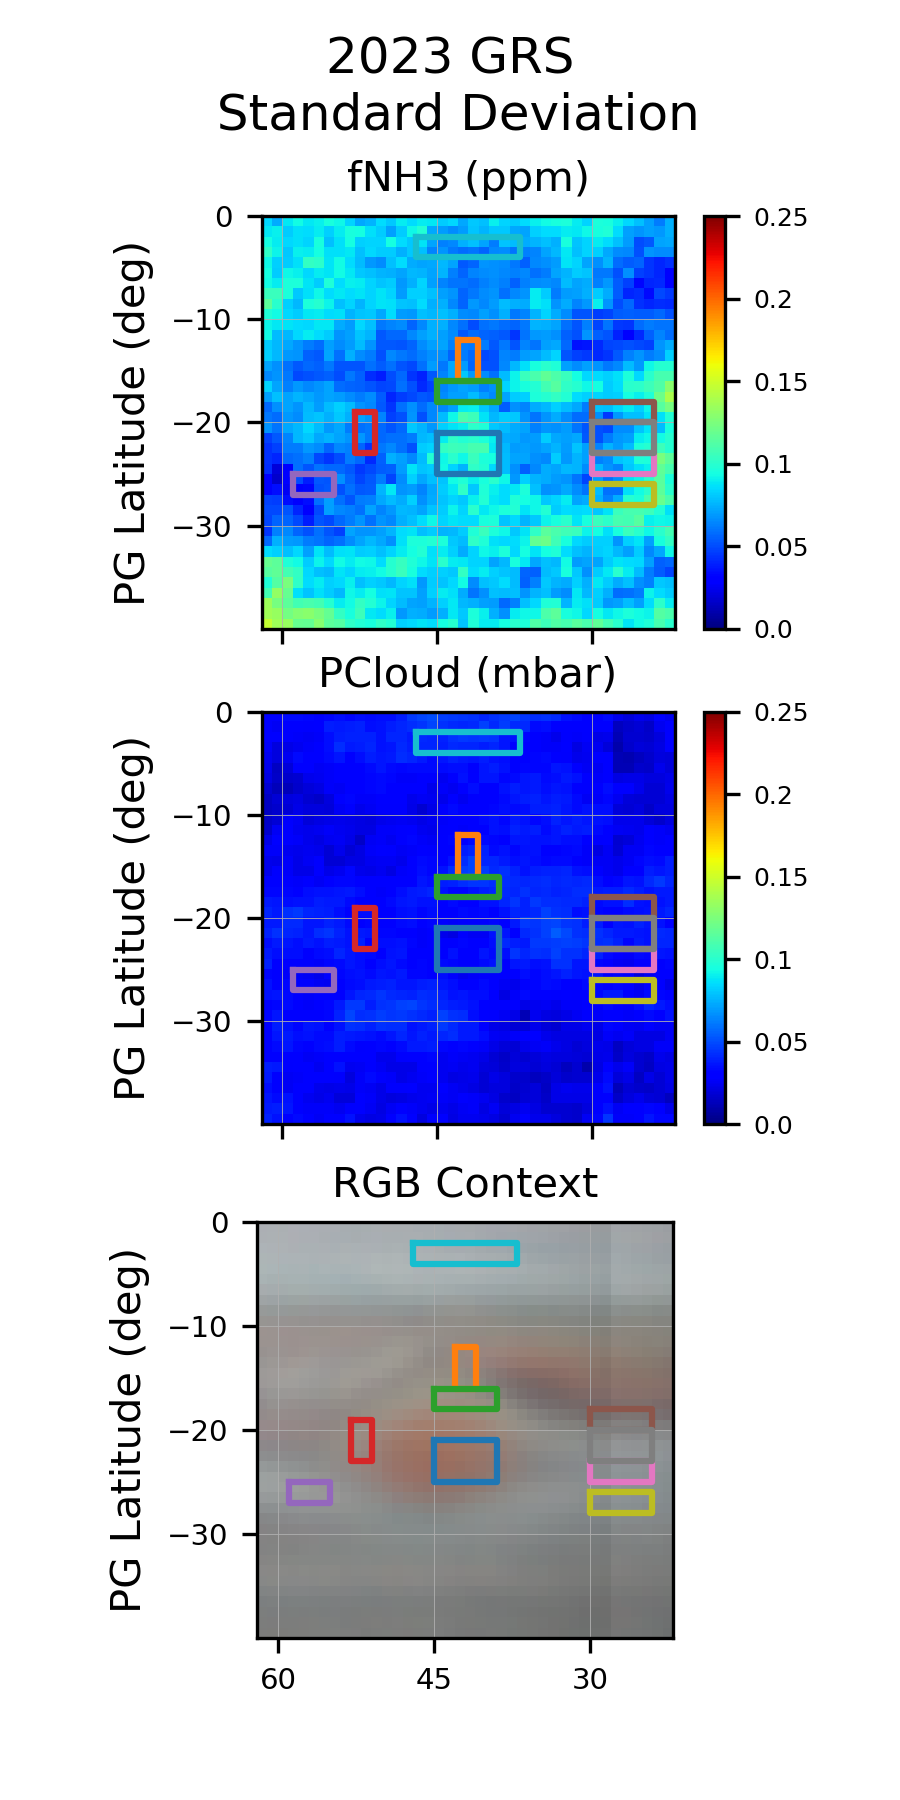 2023 GRS
Standard Deviation
fNH3 (ppm)
PG Latitude (deg)
0
−10
−20
−30
0.25
0.2
0.15
0.1
0.05
0.0
PCloud (mbar)
PG Latitude (deg)
0
−10
−20
−30
0.25
0.2
0.15
0.1
0.05
0.0
RGB Context
PG Latitude (deg)
0
−10
−20
−30
60 45 30